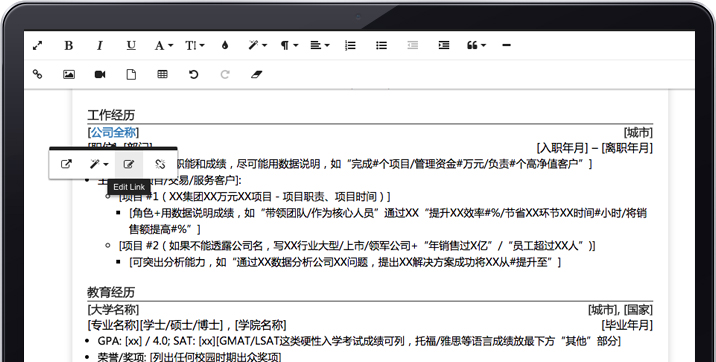 B I U A T
工作经历
[公司全称] [城市]
[职位], [部门] [入职年月] – [离职年月]
职能和成绩，尽可能用数据说明，如“完成#个项目/管理资金#万元/负责#个高净值客户”]
目/交易/服务客户]:
Edit Link
[项目 #1（XX集团XX万元XX项目 - 项目职责、项目时间）]
[角色+用数据说明成绩，如“带领团队/作为核心人员”通过XX“提升XX效率#%/节省XX环节XX时间#小时/将销
售额提高#%”]
[项目 #2（如果不能透露公司名，写XX行业大型/上市/领军公司+“年销售过X亿”/“员工超过XX人”)]
[可突出分析能力，如“通过XX数据分析公司XX问题，提出XX解决方案成功将XX从#提升至”]
教育经历
[大学名称] [城市], [国家]
[专业名称][学士/硕士/博士]，[学院名称] [毕业年月]
GPA: [xx] / 4.0; SAT: [xx][GMAT/LSAT这类硬性入学考试成绩可列，托福/雅思等语言成绩放最下方“其他”部分]
荣誉/奖项: [列出任何校园时期出众奖项]